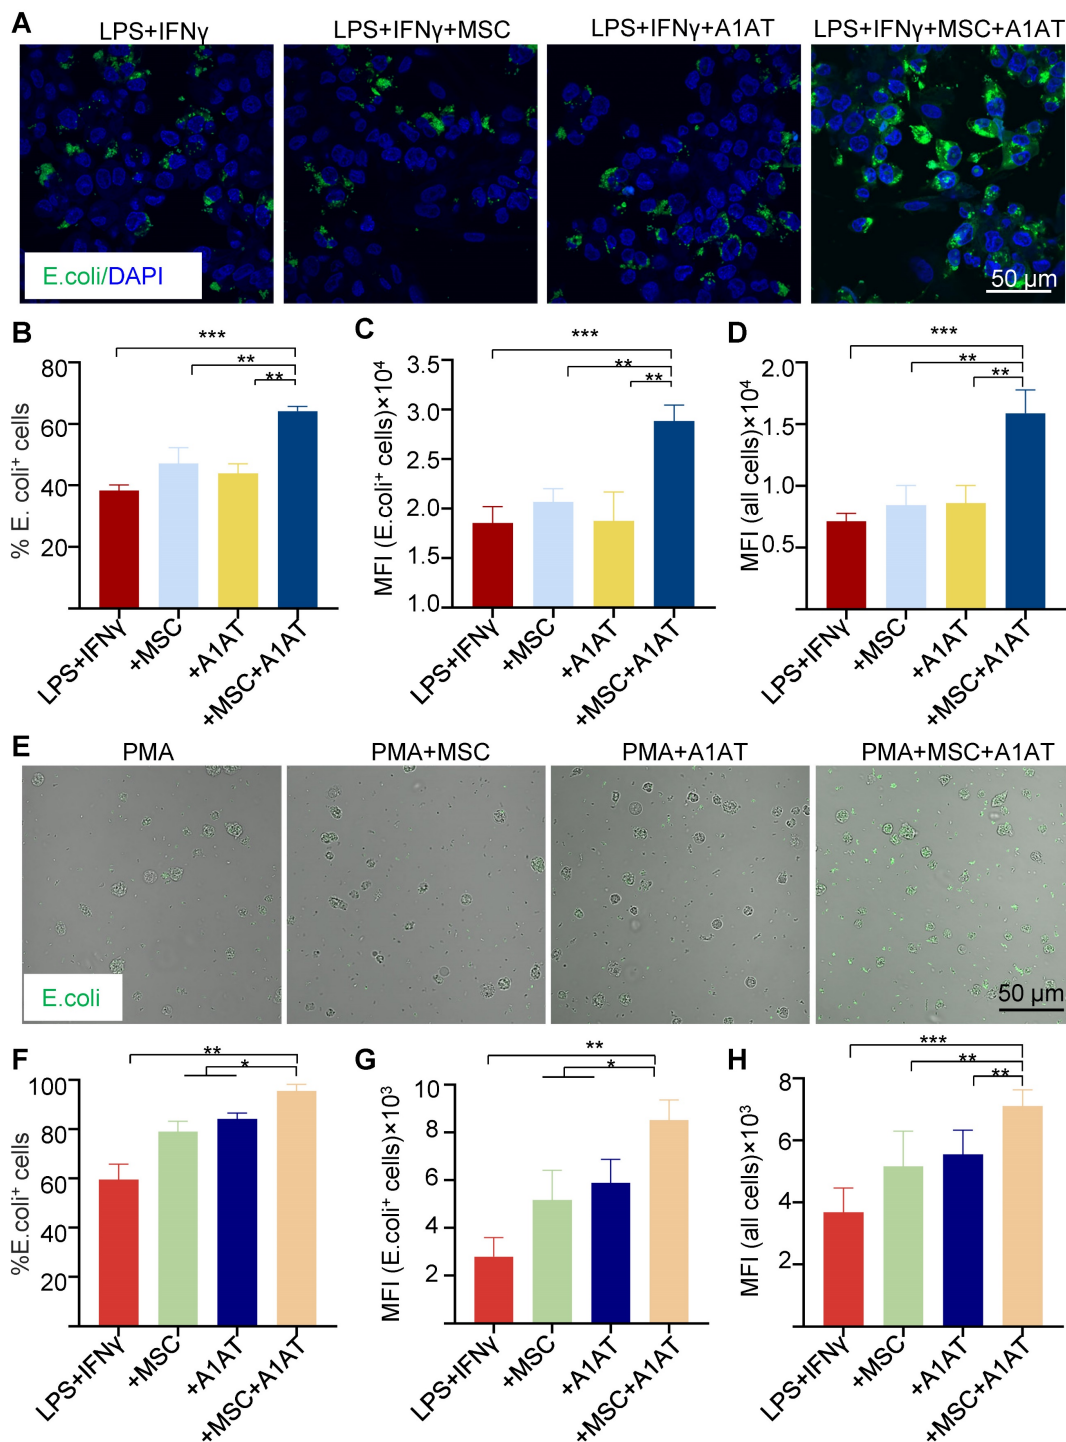 A
LPS+IFNγ
LPS+IFNγ+MSC
LPS+IFNγ+A1AT
LPS+IFNγ+MSC+A1AT
E.coli/DAPI
50 µm
B
% E. coli⁺ cells
80
60
40
20
***
**
**
LPS+IFNγ
+MSC
+A1AT
+MSC+A1AT
C
MFI (E.coli⁺ cells)×10⁴
3.5
3.0
2.5
2.0
1.5
1.0
***
**
**
LPS+IFNγ
+MSC
+A1AT
+MSC+A1AT
D
MFI (all cells)×10⁴
2.0
1.5
1.0
0.5
***
**
**
LPS+IFNγ
+MSC
+A1AT
+MSC+A1AT
E
PMA
PMA+MSC
PMA+A1AT
PMA+MSC+A1AT
E.coli
50 µm
F
%E.coli⁺ cells
100
80
60
40
20
**
*
LPS+IFNγ
+MSC
+A1AT
+MSC+A1AT
G
MFI (E.coli⁺ cells)×10³
10
8
6
4
2
**
*
LPS+IFNγ
+MSC
+A1AT
+MSC+A1AT
H
MFI (all cells)×10³
8
6
4
2
***
**
**
LPS+IFNγ
+MSC
+A1AT
+MSC+A1AT